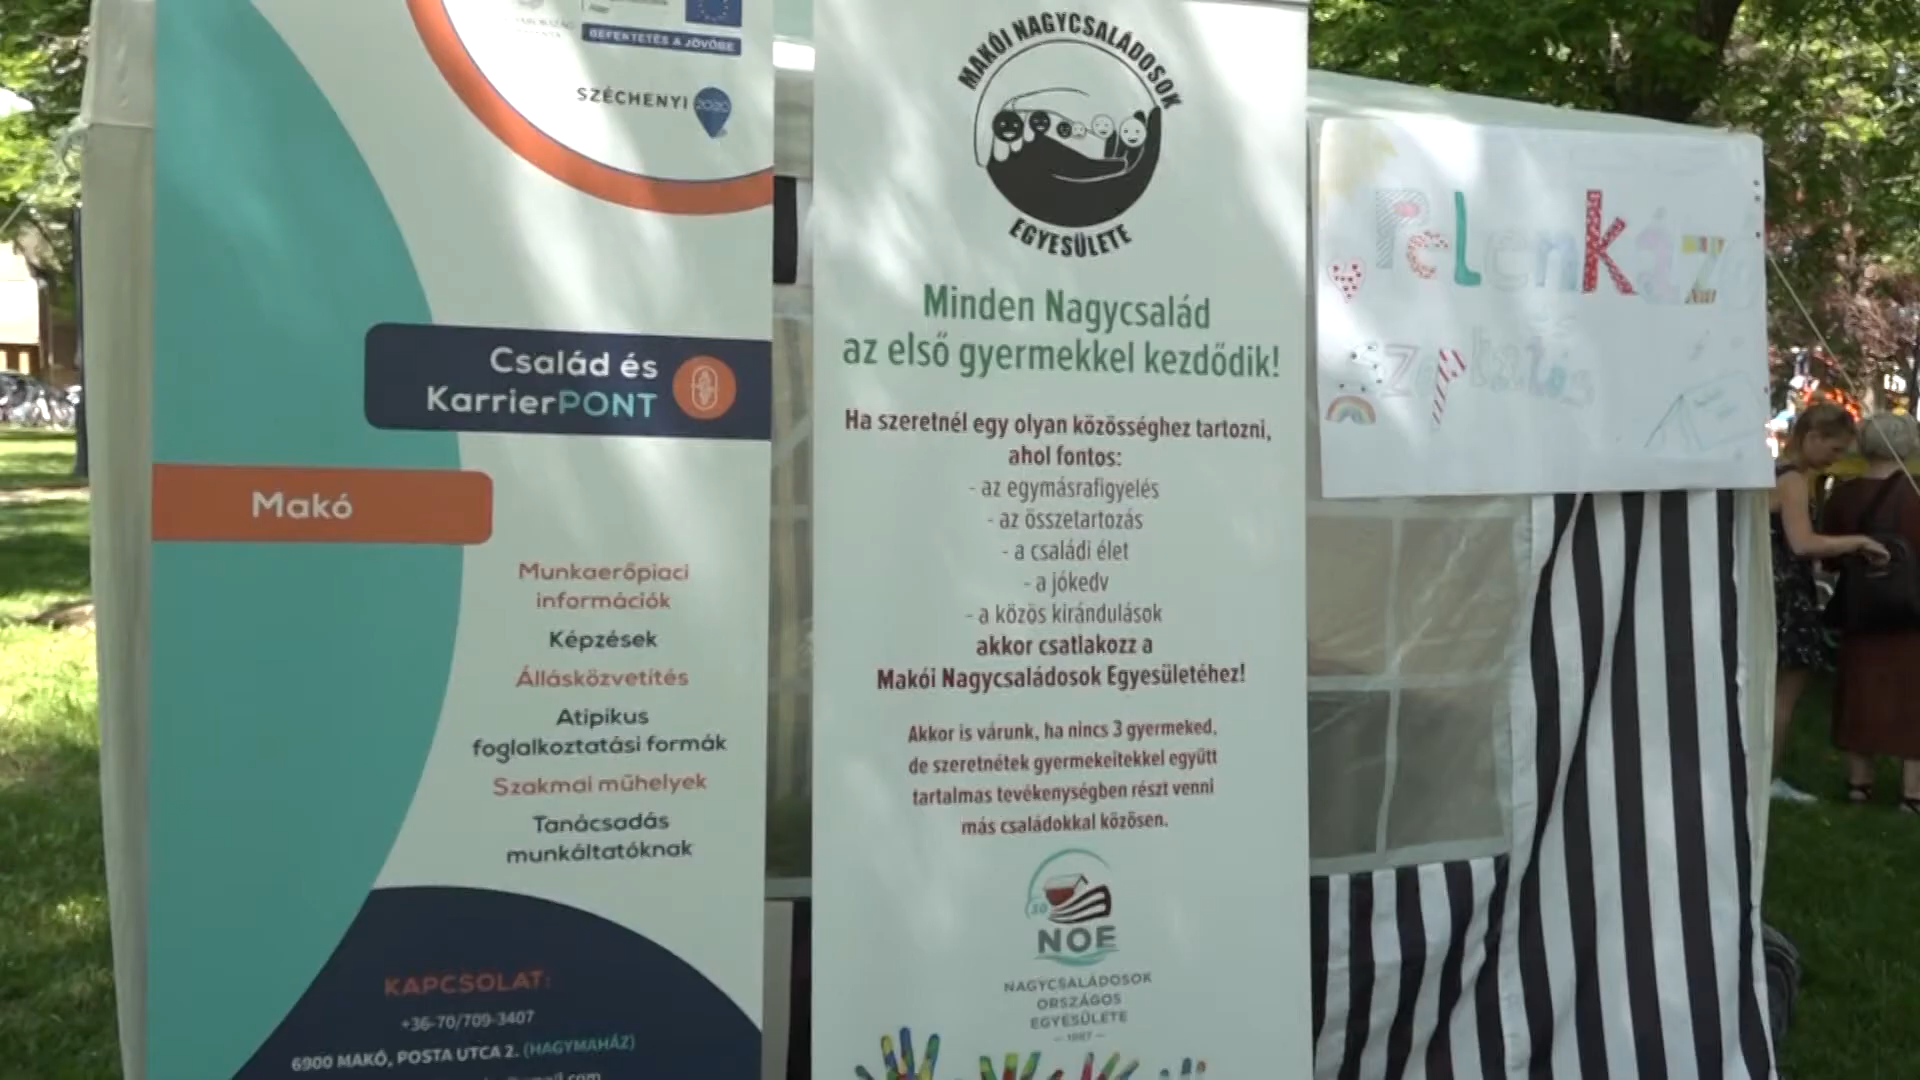 BEFEKTETÉS A JÖVŐBE
SZÉCHENYI 2020
Család és
KarrierPONT
Makó
Munkaerőpiaci
információk
Képzések
Állásközvetítés
Atipikus
foglalkoztatási formák
Szakmai műhelyek
Tanácsadás
munkáltatóknak
KAPCSOLAT:
+36-70/709-3407
6900 MAKÓ, POSTA UTCA 2. (HAGYMAHÁZ)
MAKÓI NAGYCSALÁDOSOK
EGYESÜLETE
Minden Nagycsalád
az első gyermekkel kezdődik!
Ha szeretnél egy olyan közösséghez tartozni,
ahol fontos:
- az egymásrafigyelés
- az összetartozás
- a családi élet
- a jókedv
- a közös kirándulások
akkor csatlakozz a
Makói Nagycsaládosok Egyesületéhez!
Akkor is várunk, ha nincs 3 gyermeked,
de szeretnétek gyermekeitekkel együtt
tartalmas tevékenységben részt venni
más családokkal közösen.
30
NOE
NAGYCSALÁDOSOK
ORSZÁGOS
EGYESÜLETE
— 1987 —
Pelenkázó